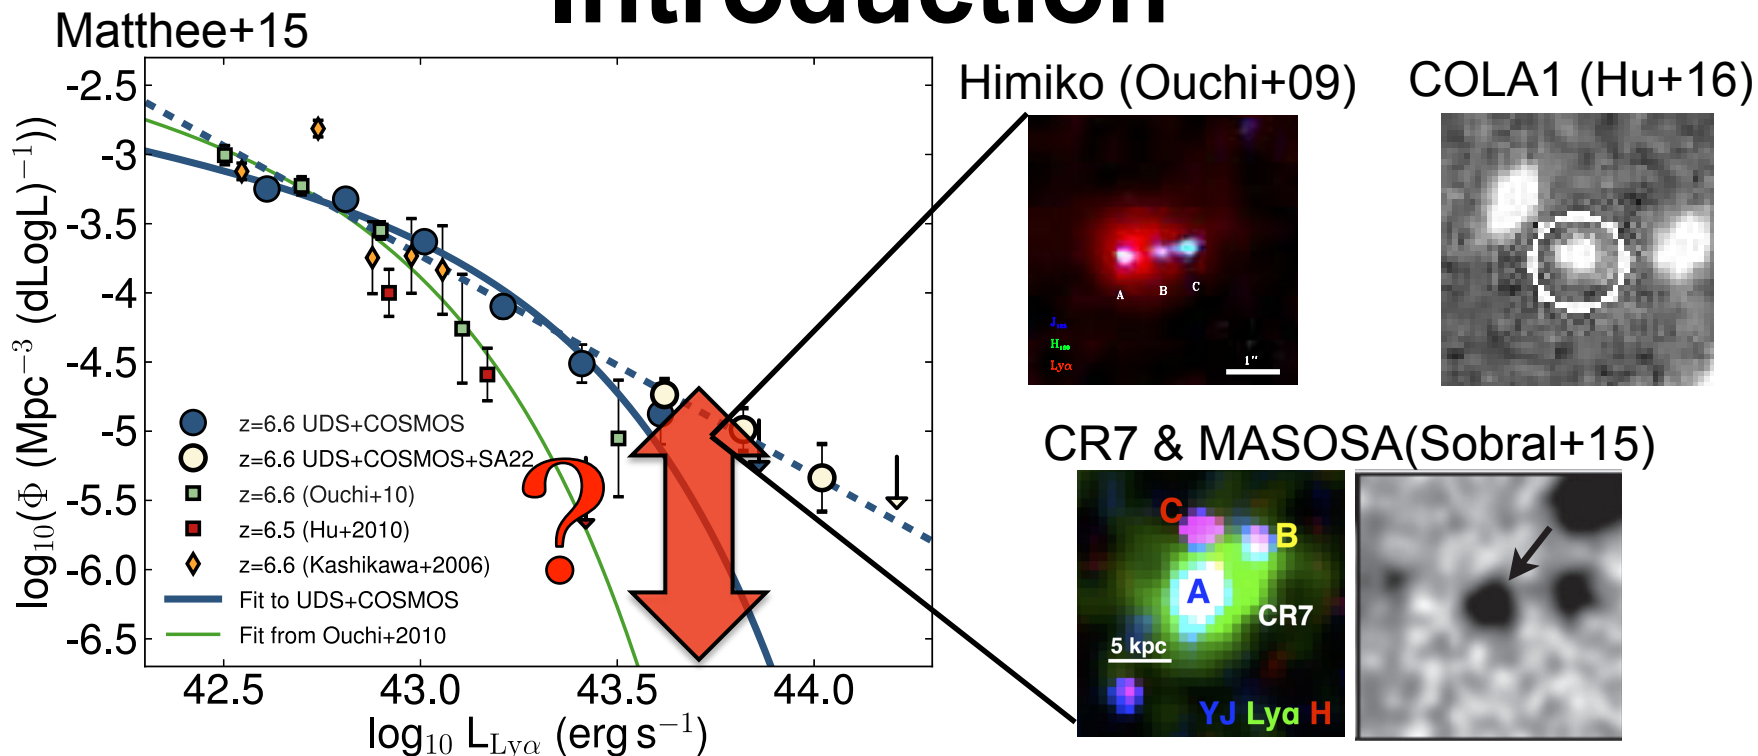 Introduction
Matthee+15
log₁₀(Φ (Mpc⁻³ (dLogL)⁻¹))
-2.5
-3
-3.5
-4
-4.5
-5
-5.5
-6.0
-6.5
z=6.6 UDS+COSMOS
z=6.6 UDS+COSMOS+SA22
z=6.6 (Ouchi+10)
z=6.5 (Hu+2010)
z=6.6 (Kashikawa+2006)
Fit to UDS+COSMOS
Fit from Ouchi+2010
?
42.5 43.0 43.5 44.0
log₁₀ L_Lyα (erg s⁻¹)
Himiko (Ouchi+09)
A B C
Lyα
1"
COLA1 (Hu+16)
CR7 & MASOSA(Sobral+15)
C
B
A
CR7
5 kpc
YJ Lyα H